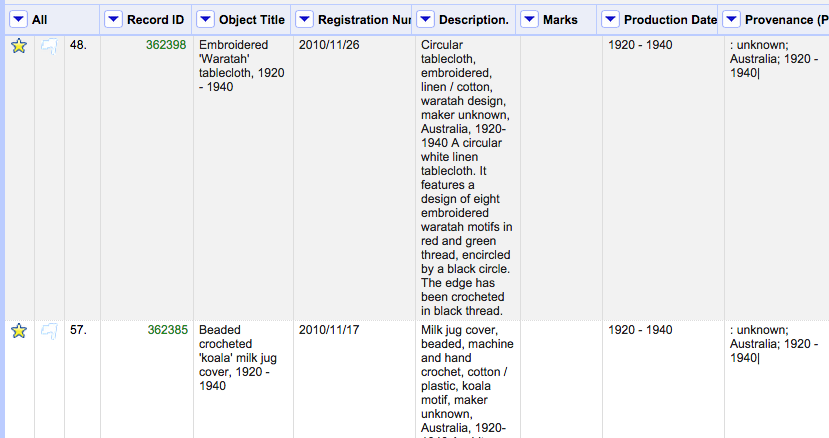 All Record ID Object Title Registration Nur Description. Marks Production Date Provenance (P
48. 362398 Embroidered 2010/11/26 Circular 1920 - 1940 : unknown;
'Waratah' tablecloth, Australia; 1920 -
tablecloth, 1920 embroidered, 1940|
- 1940 linen / cotton,
waratah design,
maker unknown,
Australia, 1920-
1940 A circular
white linen
tablecloth. It
features a
design of eight
embroidered
waratah motifs in
red and green
thread, encircled
by a black circle.
The edge has
been crocheted
in black thread.
57. 362385 Beaded 2010/11/17 Milk jug cover, 1920 - 1940 : unknown;
crocheted beaded, machine Australia; 1920 -
'koala' milk jug and hand 1940|
cover, 1920 - crochet, cotton /
1940 plastic, koala
motif, maker
unknown,
Australia, 1920-